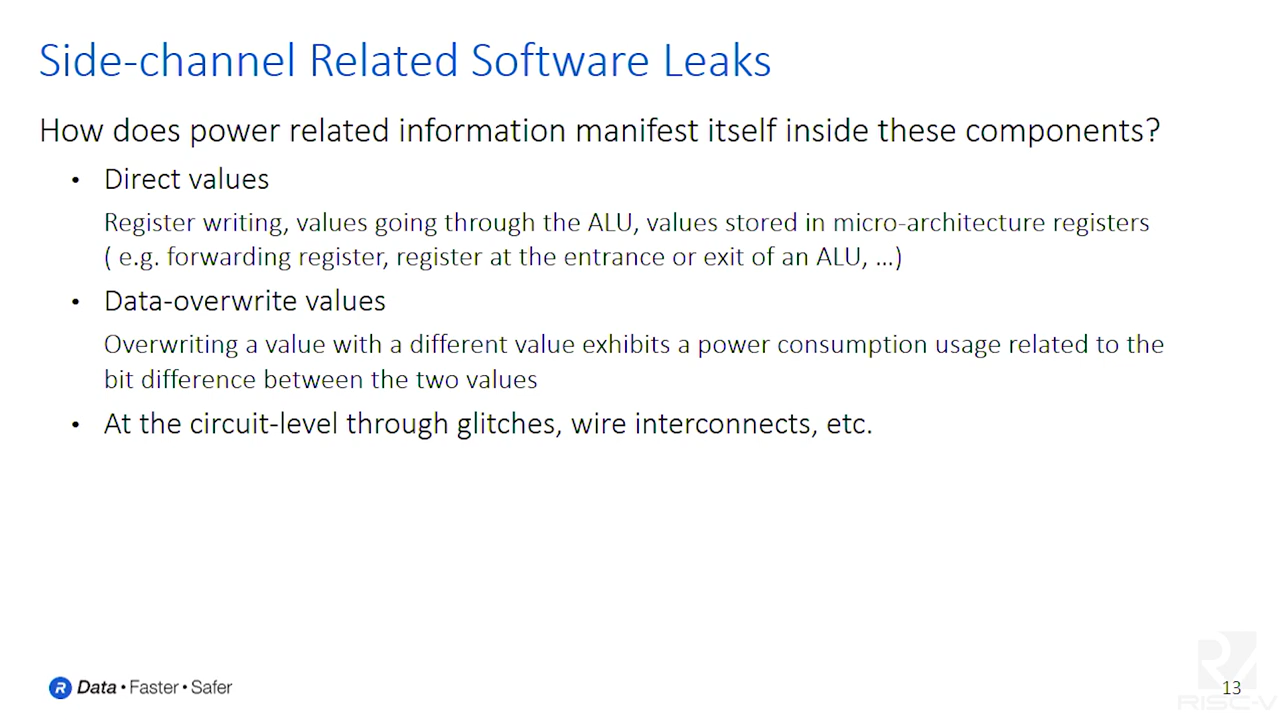 Side-channel Related Software Leaks
How does power related information manifest itself inside these components?
• Direct values
Register writing, values going through the ALU, values stored in micro-architecture registers
( e.g. forwarding register, register at the entrance or exit of an ALU, …)
• Data-overwrite values
Overwriting a value with a different value exhibits a power consumption usage related to the
bit difference between the two values
• At the circuit-level through glitches, wire interconnects, etc.
R Data • Faster • Safer
13
RISC-V